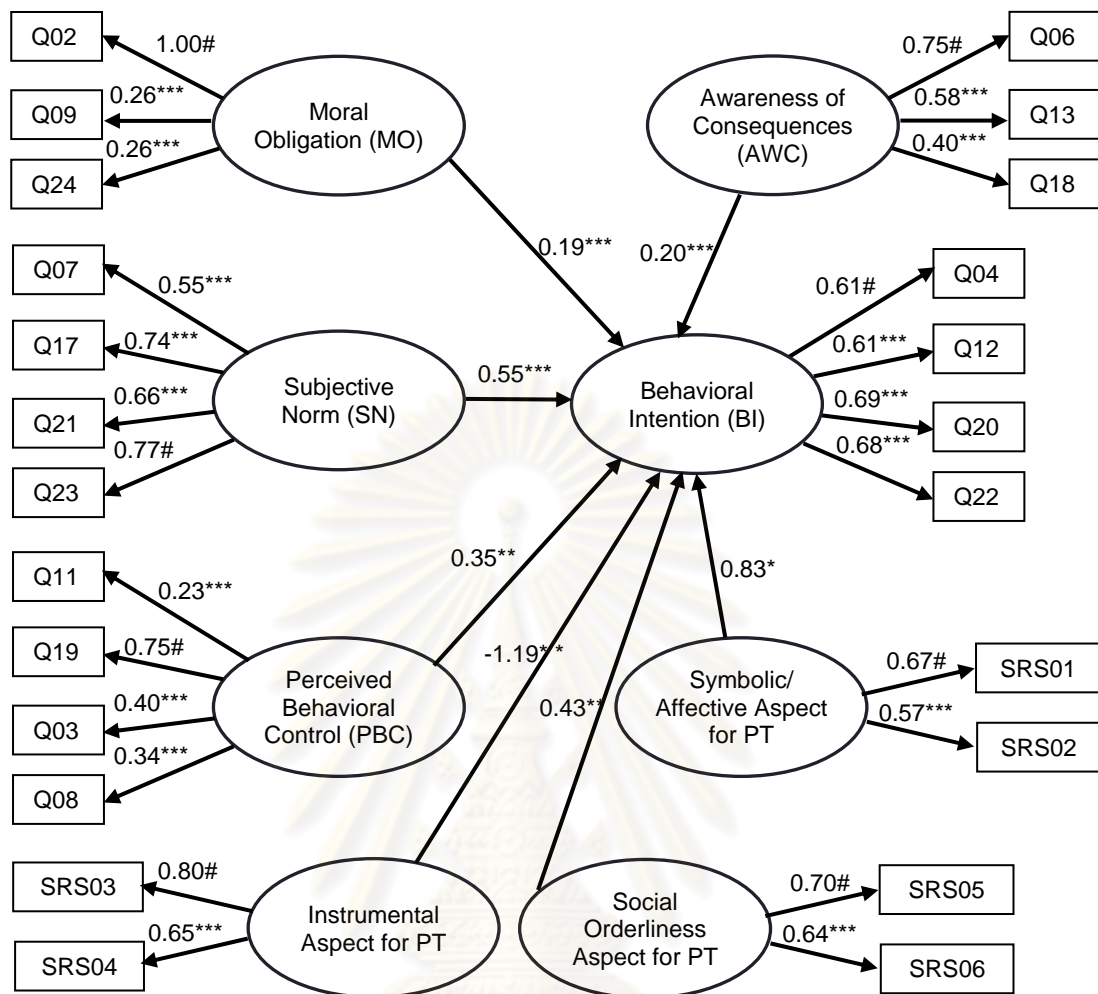 Q02
1.00#
Q09
0.26***
Q24
0.26***
Moral
Obligation (MO)
0.19***
Awareness of
Consequences
(AWC)
0.75#
Q06
0.58***
Q13
0.40***
Q18
0.20***
Q07
0.55***
Q17
0.74***
Q21
0.66***
Q23
0.77#
Subjective
Norm (SN)
0.55***
Behavioral
Intention (BI)
0.61#
Q04
0.61***
Q12
0.69***
Q20
0.68***
Q22
Q11
0.23***
Q19
0.75#
Q03
0.40***
Q08
0.34***
Perceived
Behavioral
Control (PBC)
0.35**
-1.19***
0.43**
0.83*
Symbolic/
Affective Aspect
for PT
0.67#
SRS01
0.57***
SRS02
SRS03
0.80#
SRS04
0.65***
Instrumental
Aspect for PT
Social
Orderliness
Aspect for PT
0.70#
SRS05
0.64***
SRS06